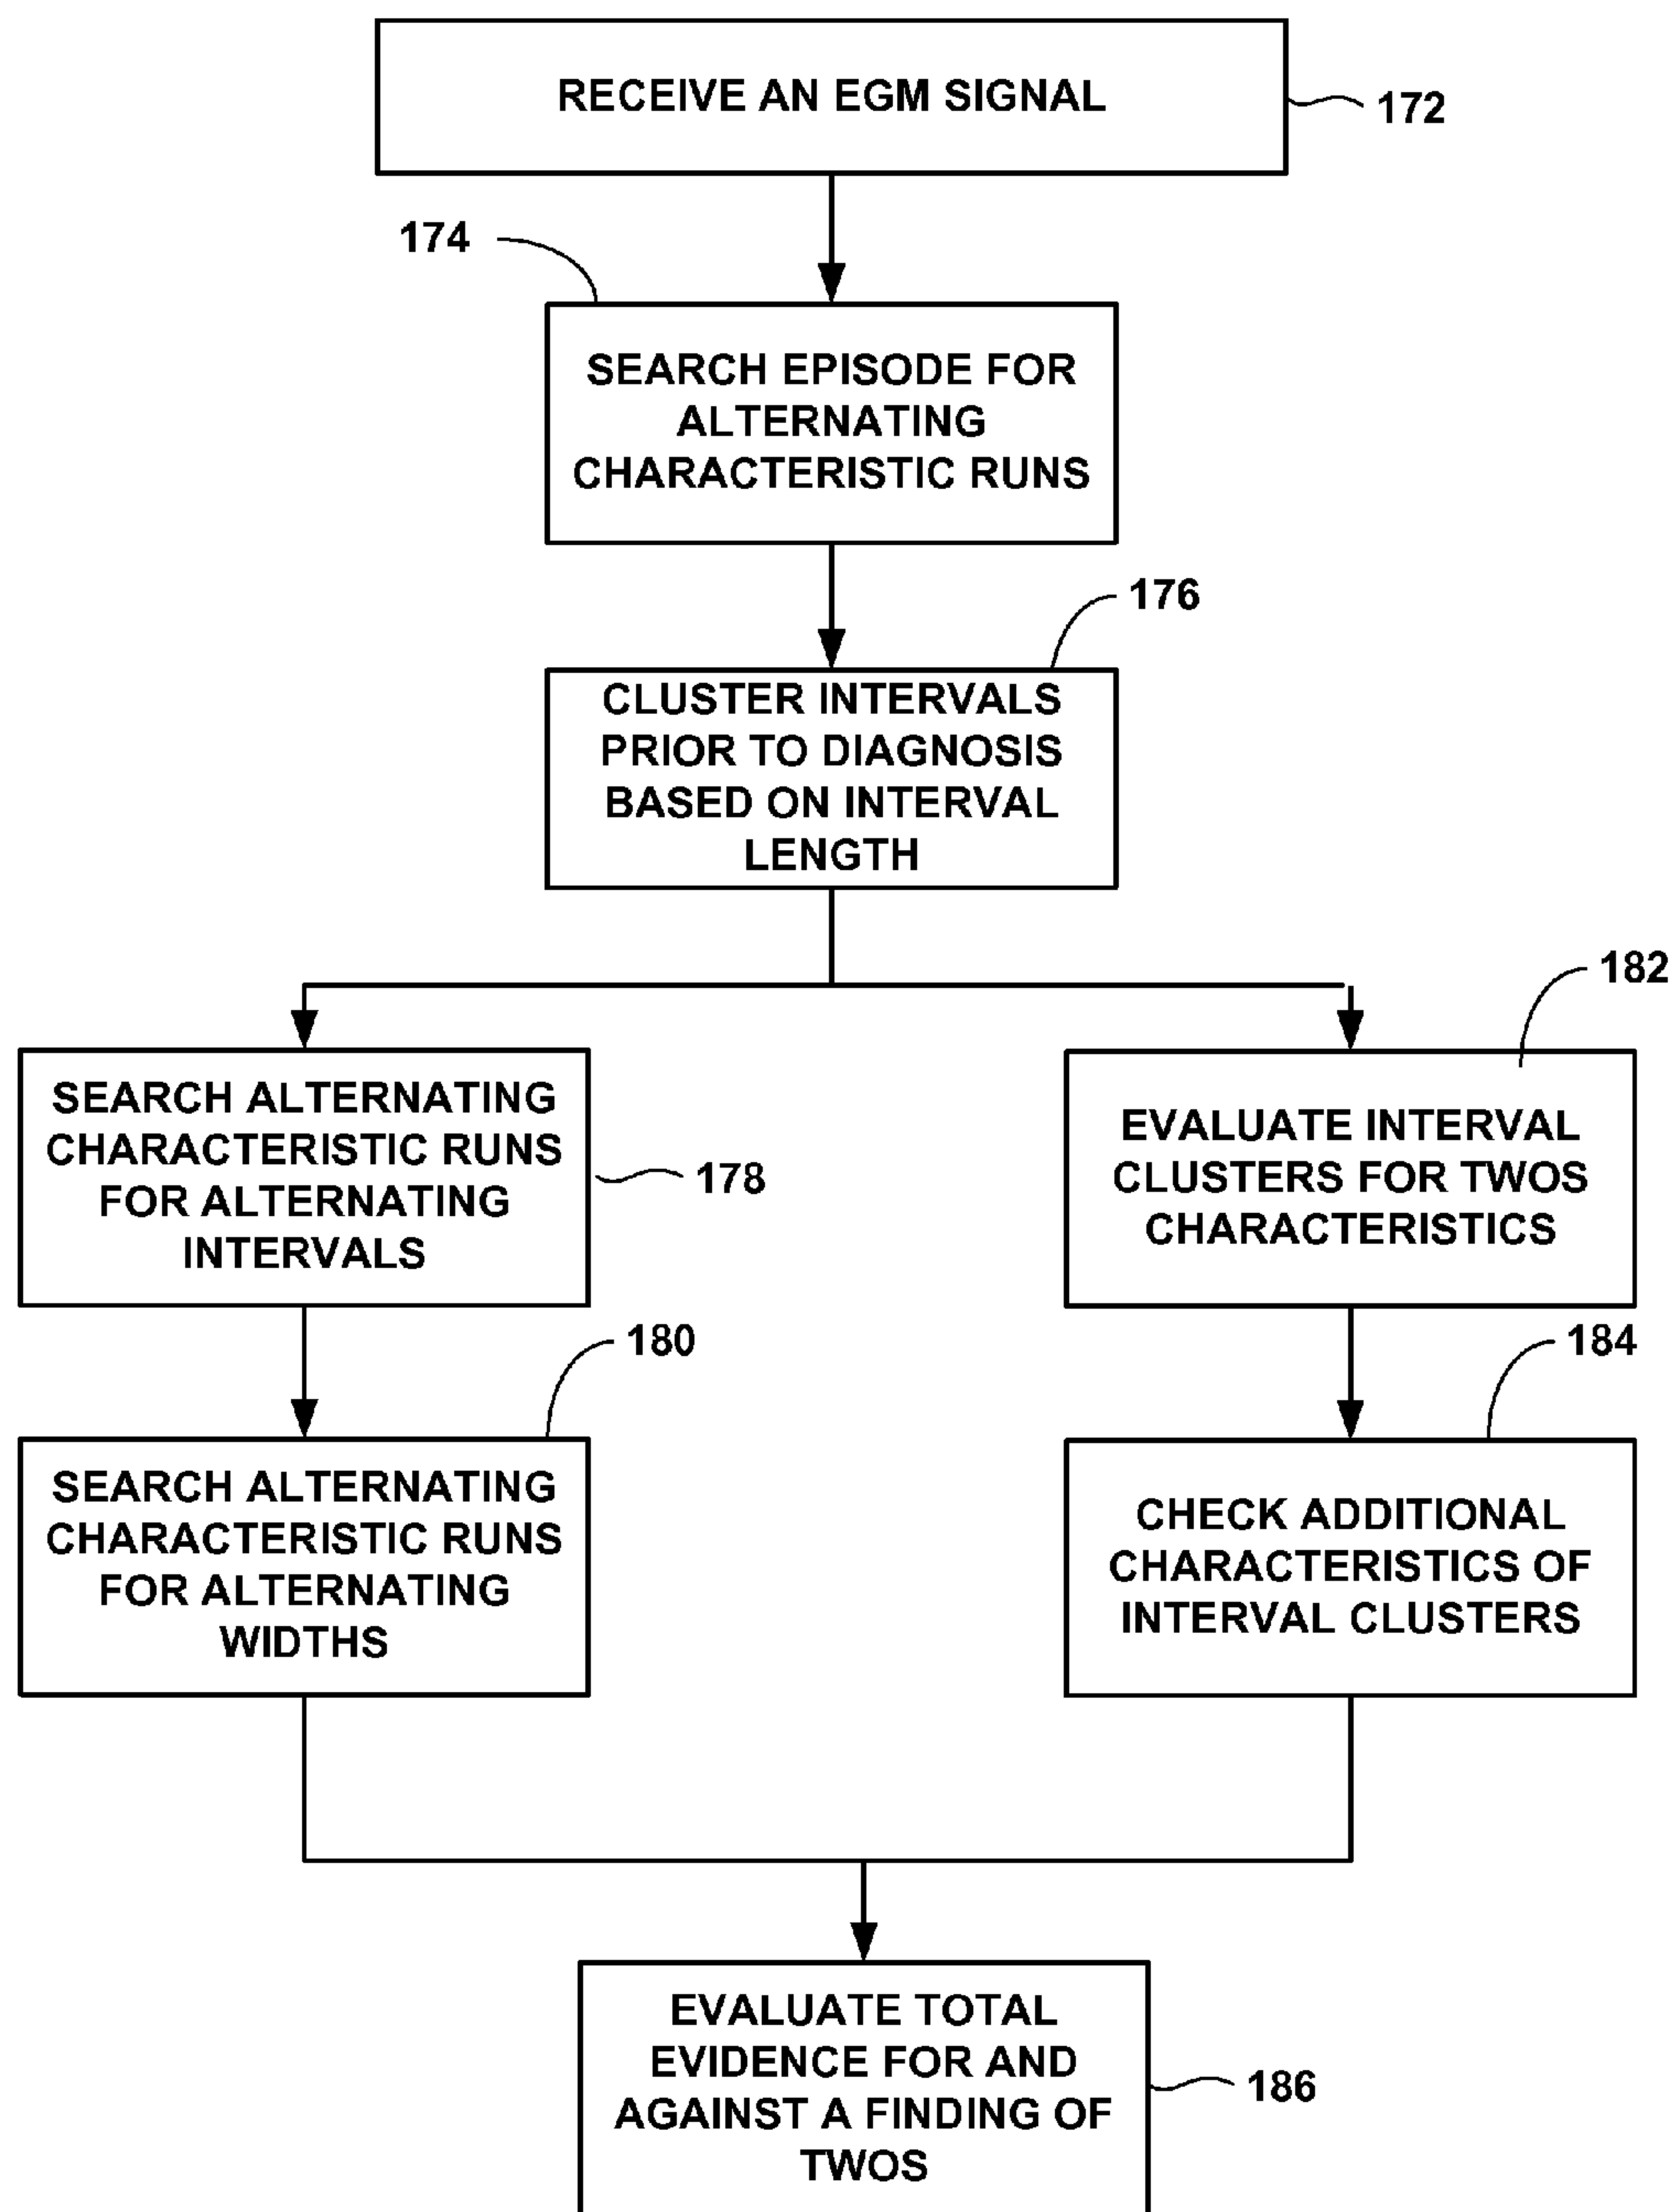 RECEIVE AN EGM SIGNAL
172
174
SEARCH EPISODE FOR
ALTERNATING
CHARACTERISTIC RUNS
176
CLUSTER INTERVALS
PRIOR TO DIAGNOSIS
BASED ON INTERVAL
LENGTH
SEARCH ALTERNATING
CHARACTERISTIC RUNS
FOR ALTERNATING
INTERVALS
178
180
SEARCH ALTERNATING
CHARACTERISTIC RUNS
FOR ALTERNATING
WIDTHS
182
EVALUATE INTERVAL
CLUSTERS FOR TWOS
CHARACTERISTICS
184
CHECK ADDITIONAL
CHARACTERISTICS OF
INTERVAL CLUSTERS
EVALUATE TOTAL
EVIDENCE FOR AND
AGAINST A FINDING OF
TWOS
186